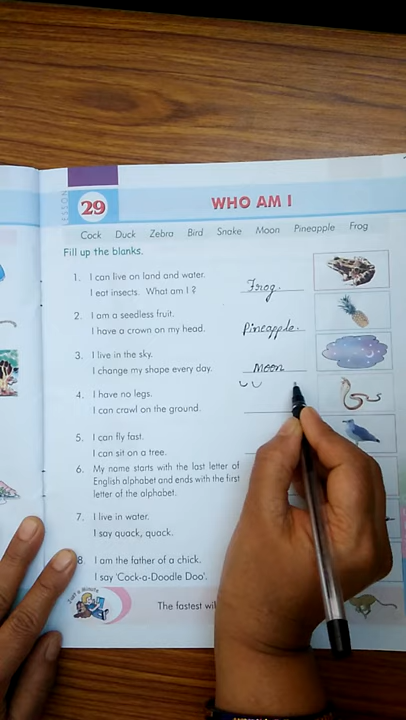 LESSON
29
WHO AM I
Cock Duck Zebra Bird Snake Moon Pineapple Frog
Fill up the blanks.
1. I can live on land and water.
I eat insects. What am I ? Frog.
2. I am a seedless fruit.
I have a crown on my head. Pineapple.
3. I live in the sky.
I change my shape every day. Moon
4. I have no legs.
I can crawl on the ground.
5. I can fly fast.
I can sit on a tree.
6. My name starts with the last letter of
English alphabet and ends with the first
letter of the alphabet.
7. I live in water.
I say quack, quack.
8. I am the father of a chick.
I say 'Cock-a-Doodle Doo'.
Just a minute
The fastest